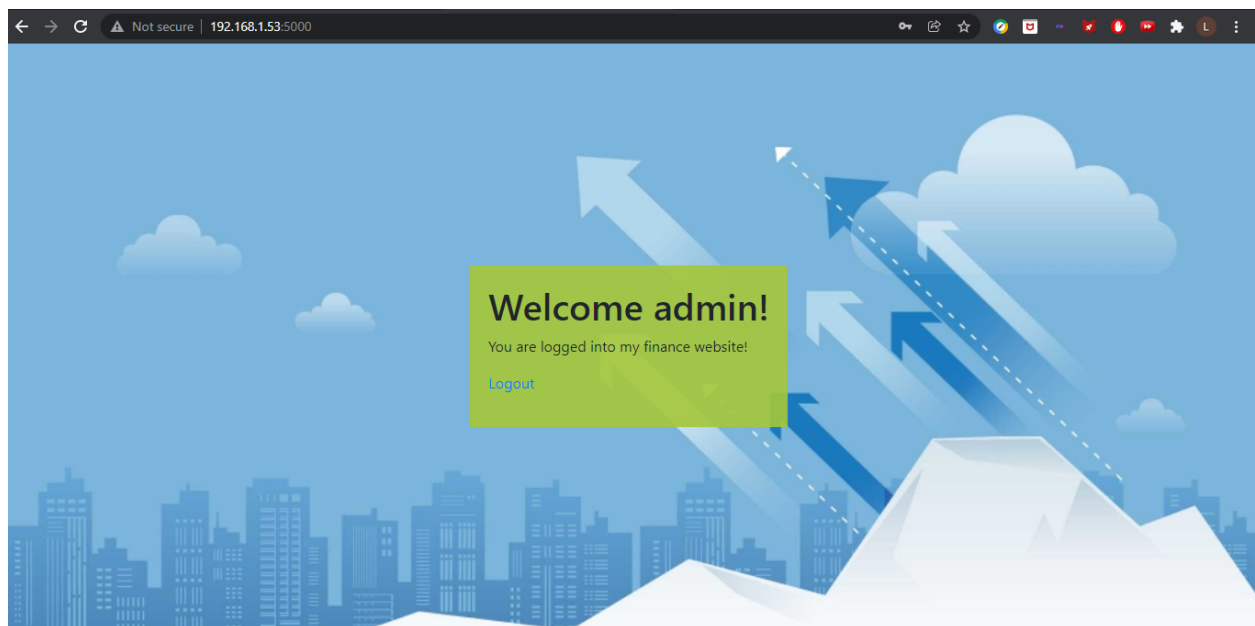 Not secure | 192.168.1.53:5000
L
Welcome admin!
You are logged into my finance website!
Logout